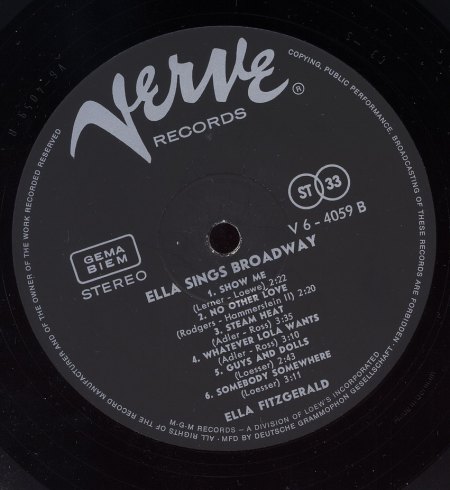 Verve
®
RECORDS
ALL RIGHTS OF THE RECORD MANUFACTURER AND OF THE OWNER OF THE WORK RECORDED RESERVED
COPYING, PUBLIC PERFORMANCE, BROADCASTING OF THESE RECORDS ARE FORBIDDEN
ST 33
V 6 - 4059 B
GEMA
BIEM
STEREO
ELLA SINGS BROADWAY
1. SHOW ME
(Lerner - Loewe) 2:22
2. NO OTHER LOVE
(Rodgers - Hammerstein II) 2:20
3. STEAM HEAT
(Adler - Ross) 3:35
4. WHATEVER LOLA WANTS
(Adler - Ross) 3:10
5. GUYS AND DOLLS
(Loesser) 2:43
6. SOMEBODY SOMEWHERE
(Loesser) 3:11
ELLA FITZGERALD
M-G-M RECORDS – A DIVISION OF LOEW'S INCORPORATED
MFD BY DEUTSCHE GRAMMOPHON GESELLSCHAFT